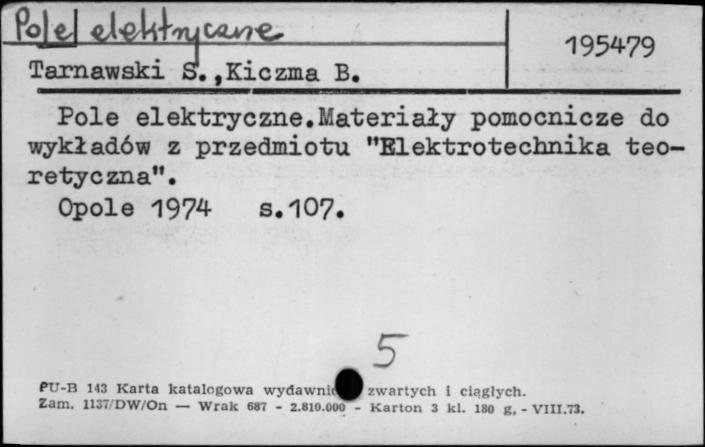 Pole elektryczne
195479
Tarnawski S.,Kiczma B.
Pole elektryczne.Materiały pomocnicze do
wykładów z przedmiotu "Elektrotechnika teo-
retyczna".
Opole 1974 s.107.
5
PU-B 143 Karta katalogowa zwartych i ciągłych.
Zam. 1137/DW/On — Wrak 687 - 2.810.000 - Karton 3 kl. 180 g, - VIII.73.